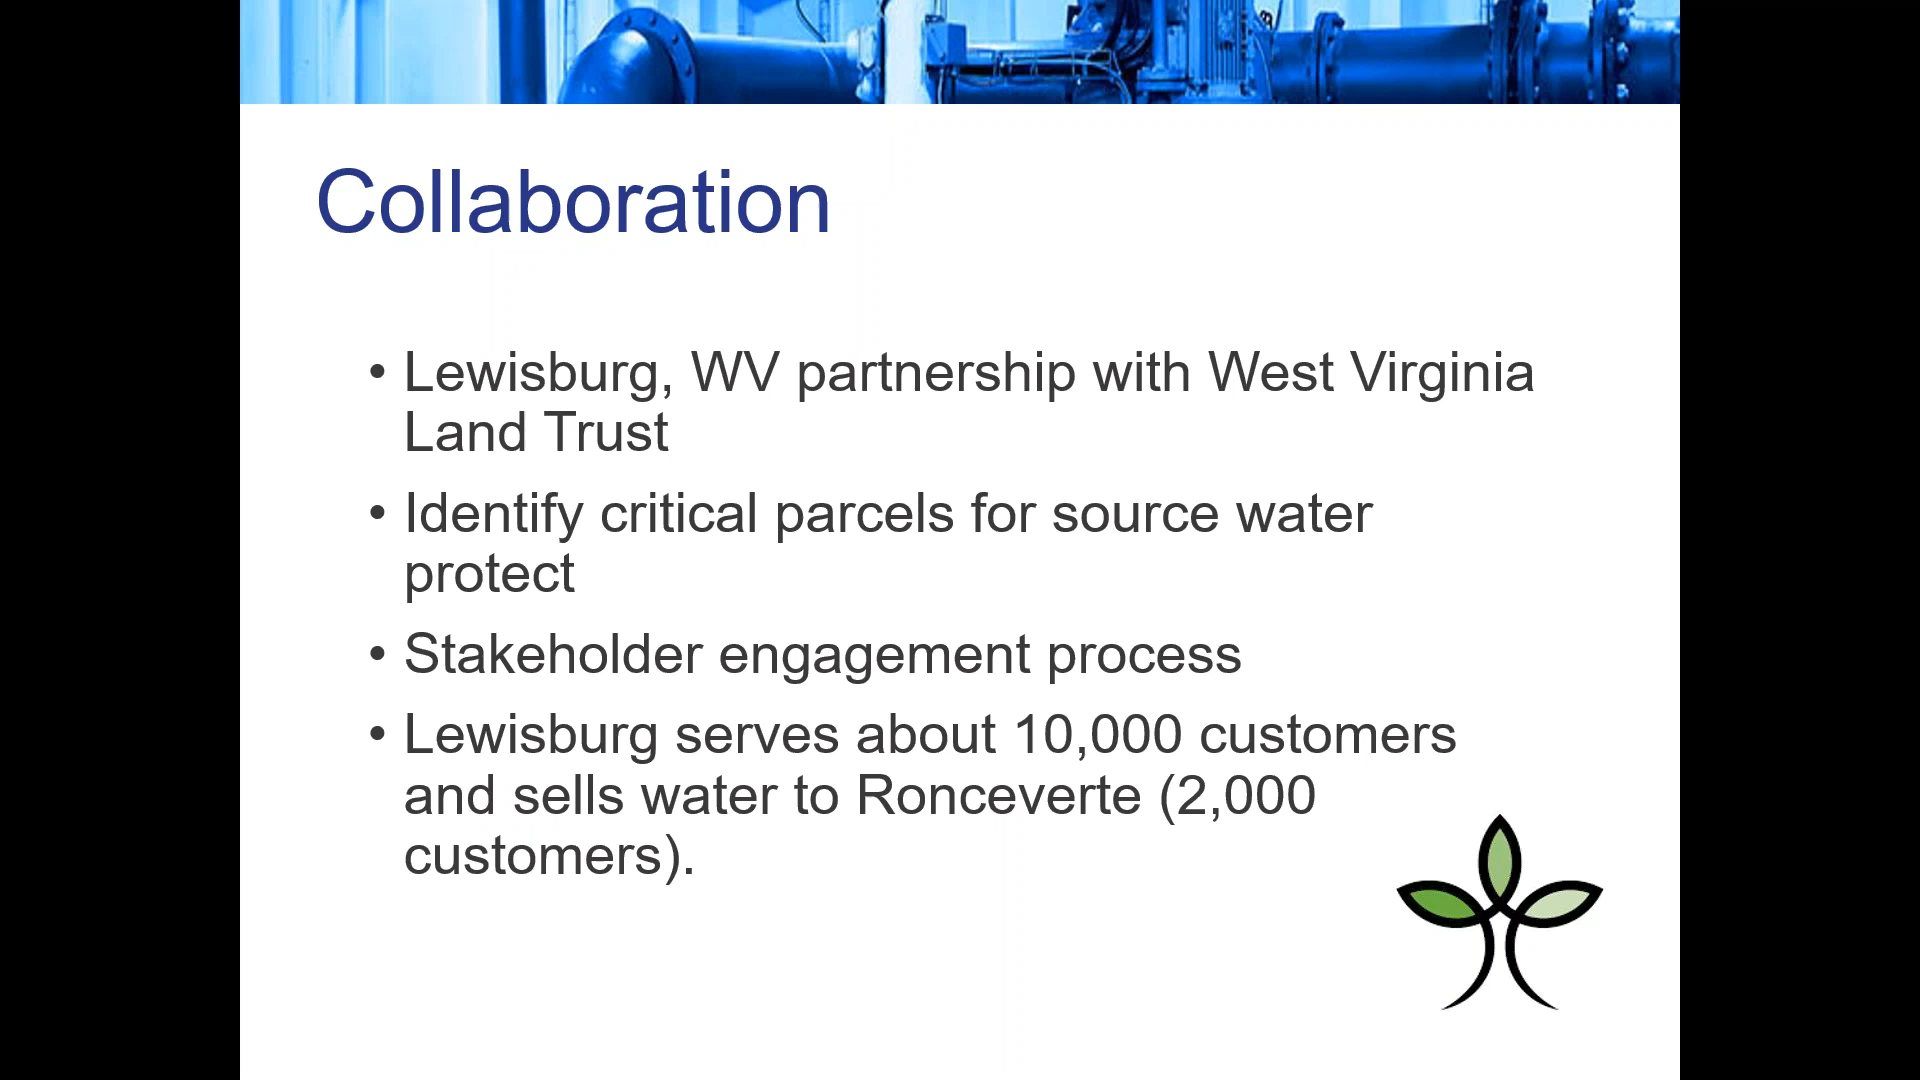 Collaboration
• Lewisburg, WV partnership with West Virginia
Land Trust
• Identify critical parcels for source water
protect
• Stakeholder engagement process
• Lewisburg serves about 10,000 customers
and sells water to Ronceverte (2,000
customers).